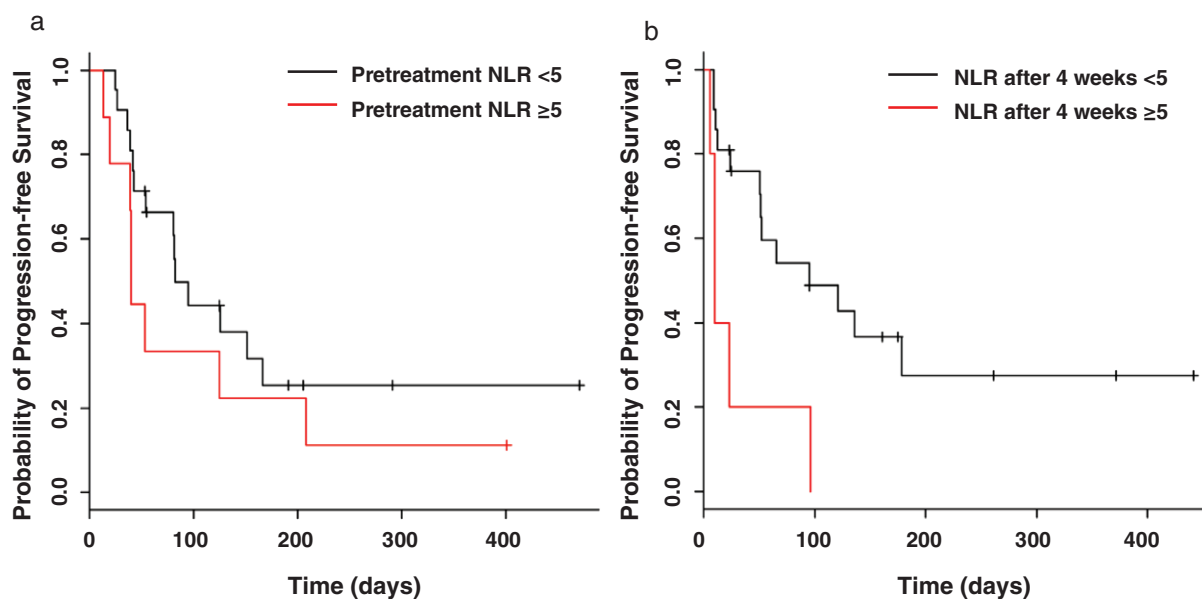 a
Pretreatment NLR <5
Pretreatment NLR ≥5
Probability of Progression-free Survival
1.0
0.8
0.6
0.4
0.2
0.0
0 100 200 300 400
Time (days)
b
NLR after 4 weeks <5
NLR after 4 weeks ≥5
Probability of Progression-free Survival
1.0
0.8
0.6
0.4
0.2
0.0
0 100 200 300 400
Time (days)